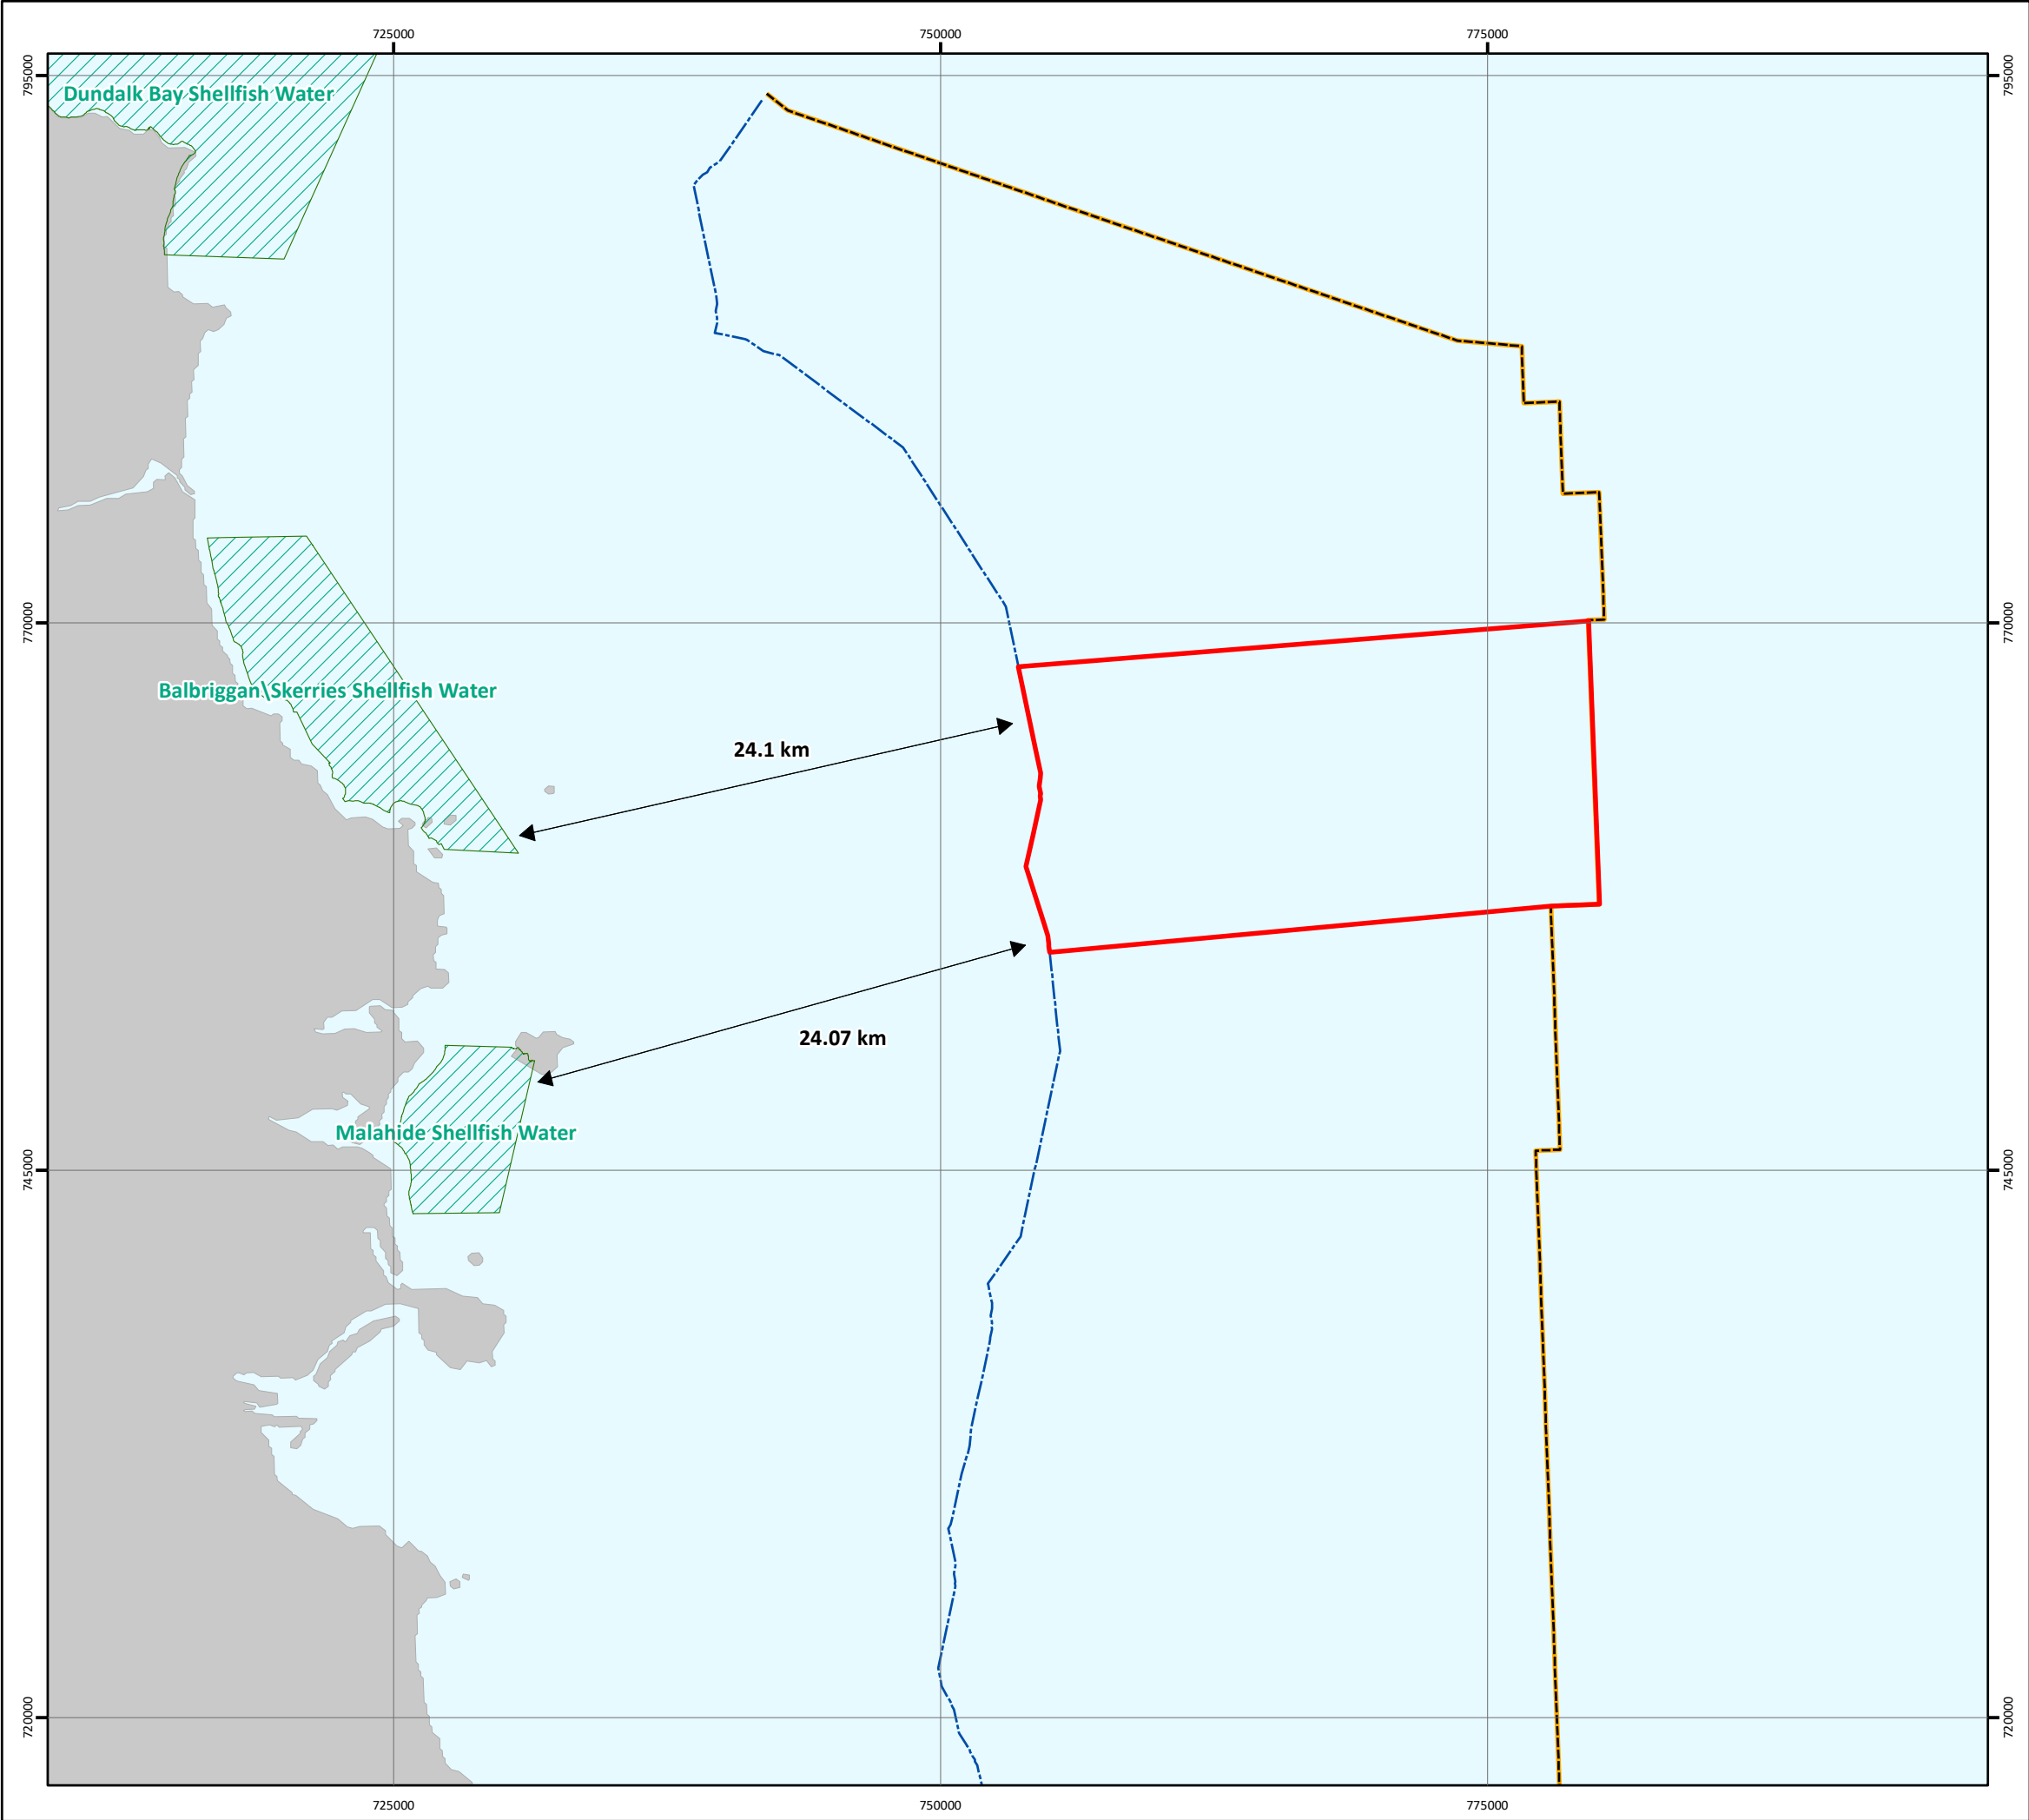 725000 750000 775000
795000 795000
Dundalk Bay Shellfish Water
770000 770000
Balbriggan\Skerries Shellfish Water
24.1 km
24.07 km
Malahide Shellfish Water
745000 745000
720000 720000
725000 750000 775000